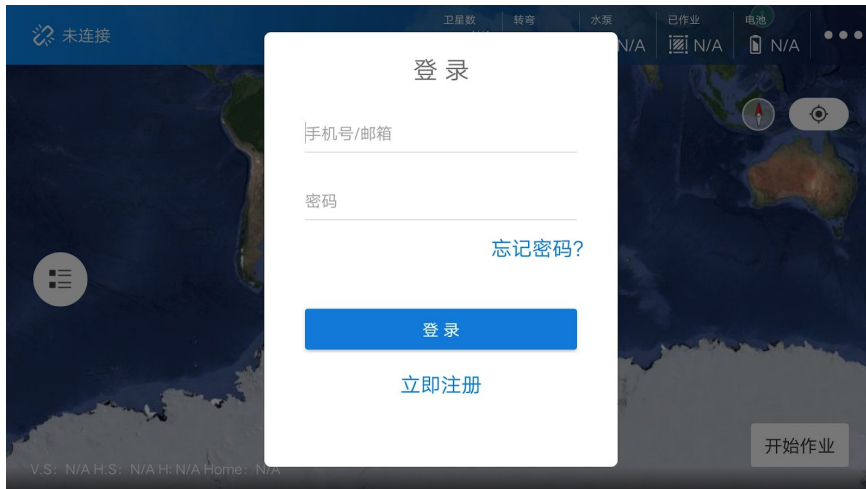 未连接
卫星数 转弯 水泵 已作业 电池
N/A N/A N/A
登录
手机号/邮箱
密码
忘记密码?
登录
立即注册
开始作业
V.S: N/A H.S: N/A H: N/A Home: N/A